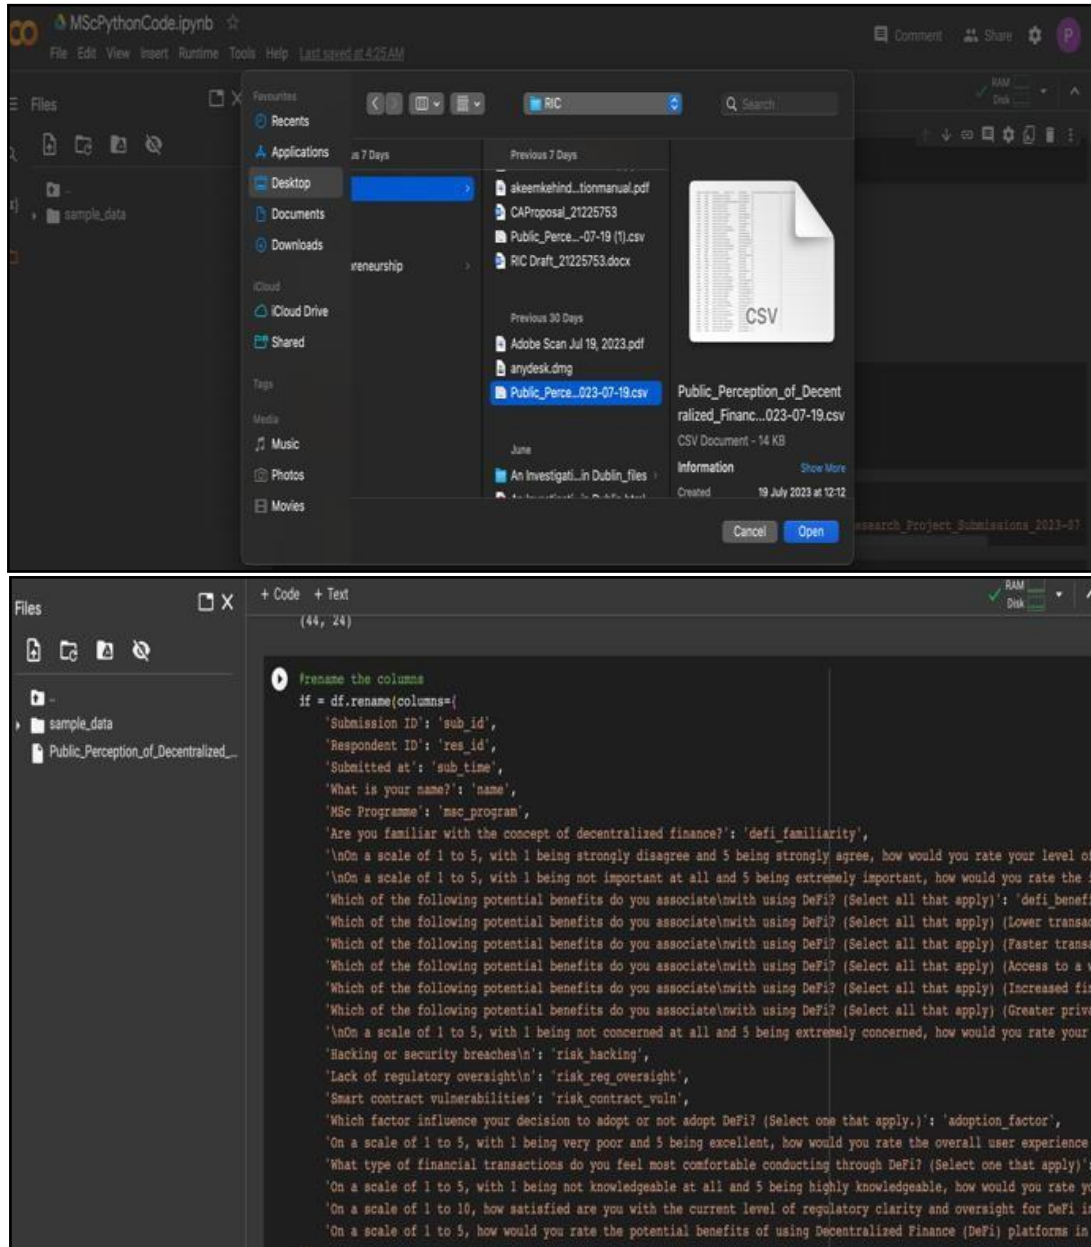 MScPythonCode.ipynb
File Edit View Insert Runtime Tools Help Last saved at 4:25 AM
Comment Share P
RAM
Disk
Files
..
sample_data
Favourites
Recents
Applications
Desktop
Documents
Downloads
iCloud
iCloud Drive
Shared
Tags
Media
Music
Photos
Movies
RIC
Search
us 7 Days
reneurship
Previous 7 Days
akeemkehind...tionmanual.pdf
CAProposal_21225753
Public_Perce...-07-19 (1).csv
RIC Draft_21225753.docx
Previous 30 Days
Adobe Scan Jul 19, 2023.pdf
anydesk.dmg
Public_Perce...023-07-19.csv
June
An Investigati...in Dublin_files
CSV
Public_Perception_of_Decent
ralized_Financ...023-07-19.csv
CSV Document - 14 KB
Information Show More
Created 19 July 2023 at 12:12
Cancel Open
esearch_Project_Submissions_2023-07
Files
..
sample_data
Public_Perception_of_Decentralized_...
+ Code + Text
RAM
Disk
(44, 24)
#rename the columns
if = df.rename(columns={
'Submission ID': 'sub_id',
'Respondent ID': 'res_id',
'Submitted at': 'sub_time',
'What is your name?': 'name',
'MSc Programme': 'msc_program',
'Are you familiar with the concept of decentralized finance?': 'defi_familiarity',
'\nOn a scale of 1 to 5, with 1 being strongly disagree and 5 being strongly agree, how would you rate your level of
'\nOn a scale of 1 to 5, with 1 being not important at all and 5 being extremely important, how would you rate the i
'Which of the following potential benefits do you associate\nwith using DeFi? (Select all that apply)': 'defi_benef
'Which of the following potential benefits do you associate\nwith using DeFi? (Select all that apply) (Lower transa
'Which of the following potential benefits do you associate\nwith using DeFi? (Select all that apply) (Faster trans
'Which of the following potential benefits do you associate\nwith using DeFi? (Select all that apply) (Access to a w
'Which of the following potential benefits do you associate\nwith using DeFi? (Select all that apply) (Increased fi
'Which of the following potential benefits do you associate\nwith using DeFi? (Select all that apply) (Greater priv
'\nOn a scale of 1 to 5, with 1 being not concerned at all and 5 being extremely concerned, how would you rate your
'Hacking or security breaches\n': 'risk_hacking',
'Lack of regulatory oversight\n': 'risk_reg_oversight',
'Smart contract vulnerabilities': 'risk_contract_vuln',
'Which factor influence your decision to adopt or not adopt DeFi? (Select one that apply.)': 'adoption_factor',
'On a scale of 1 to 5, with 1 being very poor and 5 being excellent, how would you rate the overall user experience
'What type of financial transactions do you feel most comfortable conducting through DeFi? (Select one that apply)':
'On a scale of 1 to 5, with 1 being not knowledgeable at all and 5 being highly knowledgeable, how would you rate yo
'On a scale of 1 to 10, how satisfied are you with the current level of regulatory clarity and oversight for DeFi in
'On a scale of 1 to 5, how would you rate the potential benefits of using Decentralized Finance (DeFi) platforms i